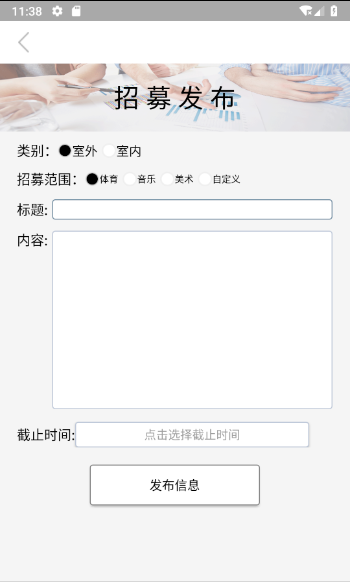 11:38
招募发布
类别： 室外 室内
招募范围： 体育 音乐 美术 自定义
标题:
内容:
截止时间: 点击选择截止时间
发布信息